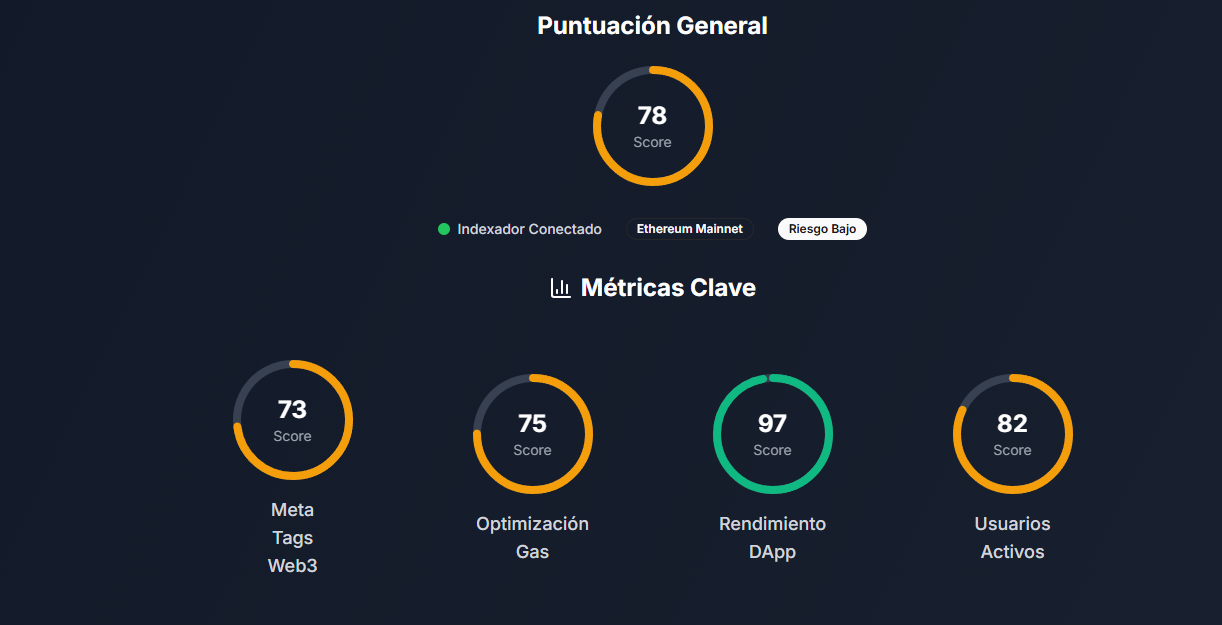 Puntuación General
78
Score
Indexador Conectado Ethereum Mainnet Riesgo Bajo
Métricas Clave
73
Score
Meta
Tags
Web3
75
Score
Optimización
Gas
97
Score
Rendimiento
DApp
82
Score
Usuarios
Activos